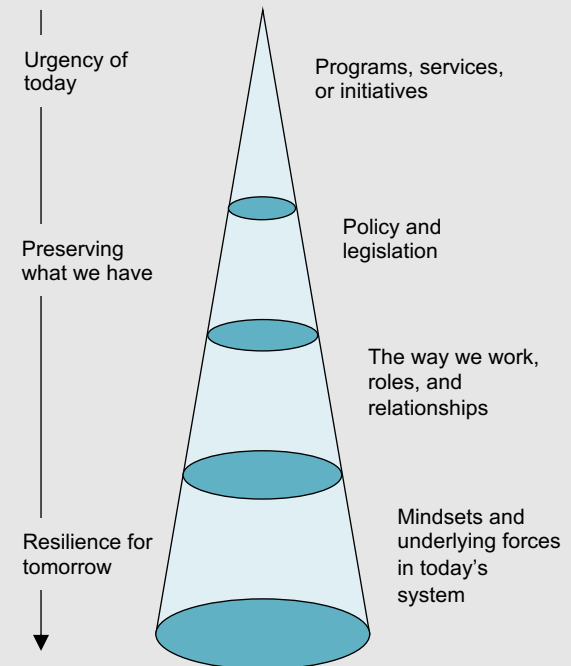 Urgency of
today
Programs, services,
or initiatives
Preserving
what we have
Policy and
legislation
The way we work,
roles, and
relationships
Resilience for
tomorrow
Mindsets and
underlying forces
in today's
system